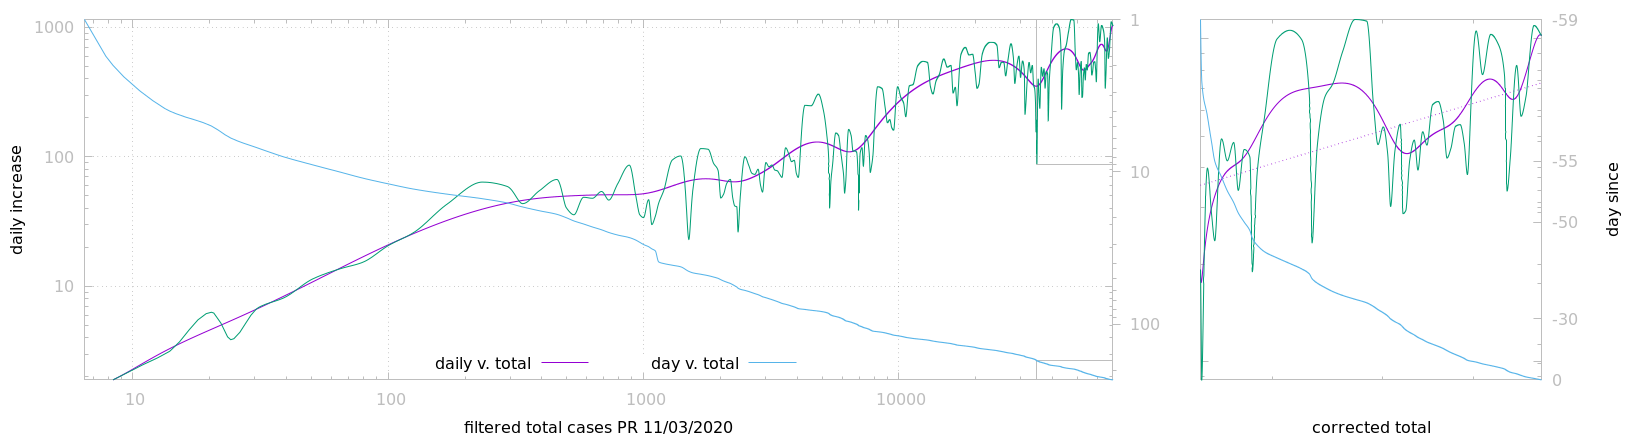 1000
100
10
daily increase
10
100
1000
10000
filtered total cases PR 11/03/2020
daily v. total
day v. total
1
10
100
-59
-55
-50
-30
0
day since
corrected total